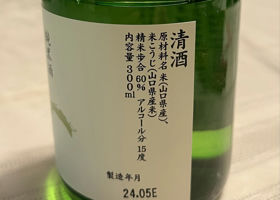 清酒
原材料名 米(山口県産)、
米こうじ(山口県産米)
精米歩合 60% アルコール分 15度
内容量 300ml
製造年月
24.05E